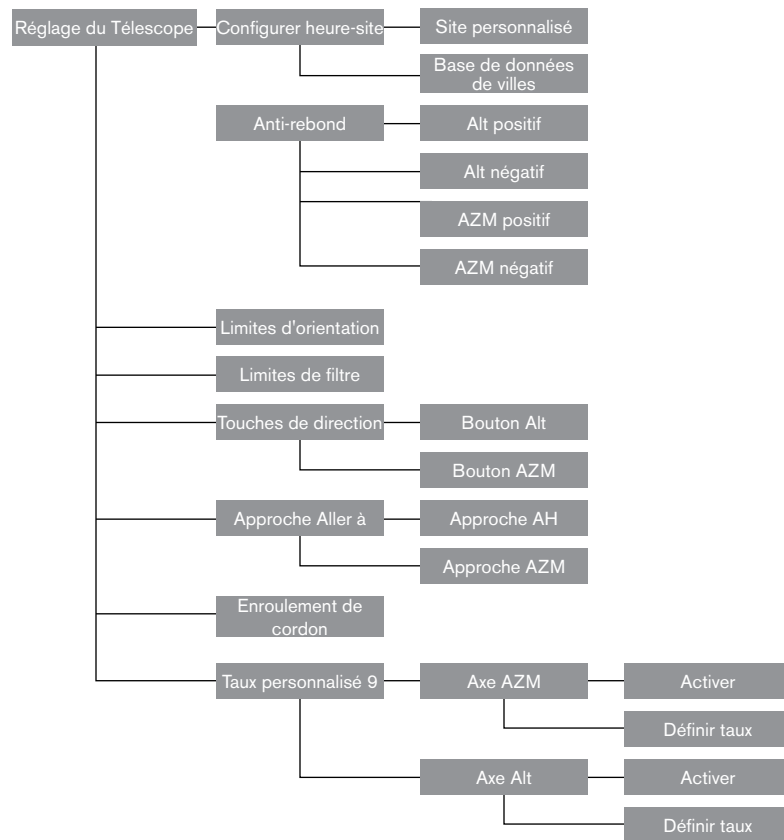 Réglage du Télescope
Configurer heure-site
Site personnalisé
Base de données
de villes
Anti-rebond
Alt positif
Alt négatif
AZM positif
AZM négatif
Limites d'orientation
Limites de filtre
Touches de direction
Bouton Alt
Bouton AZM
Approche Aller à
Approche AH
Approche AZM
Enroulement de
cordon
Taux personnalisé 9
Axe AZM
Activer
Définir taux
Axe Alt
Activer
Définir taux